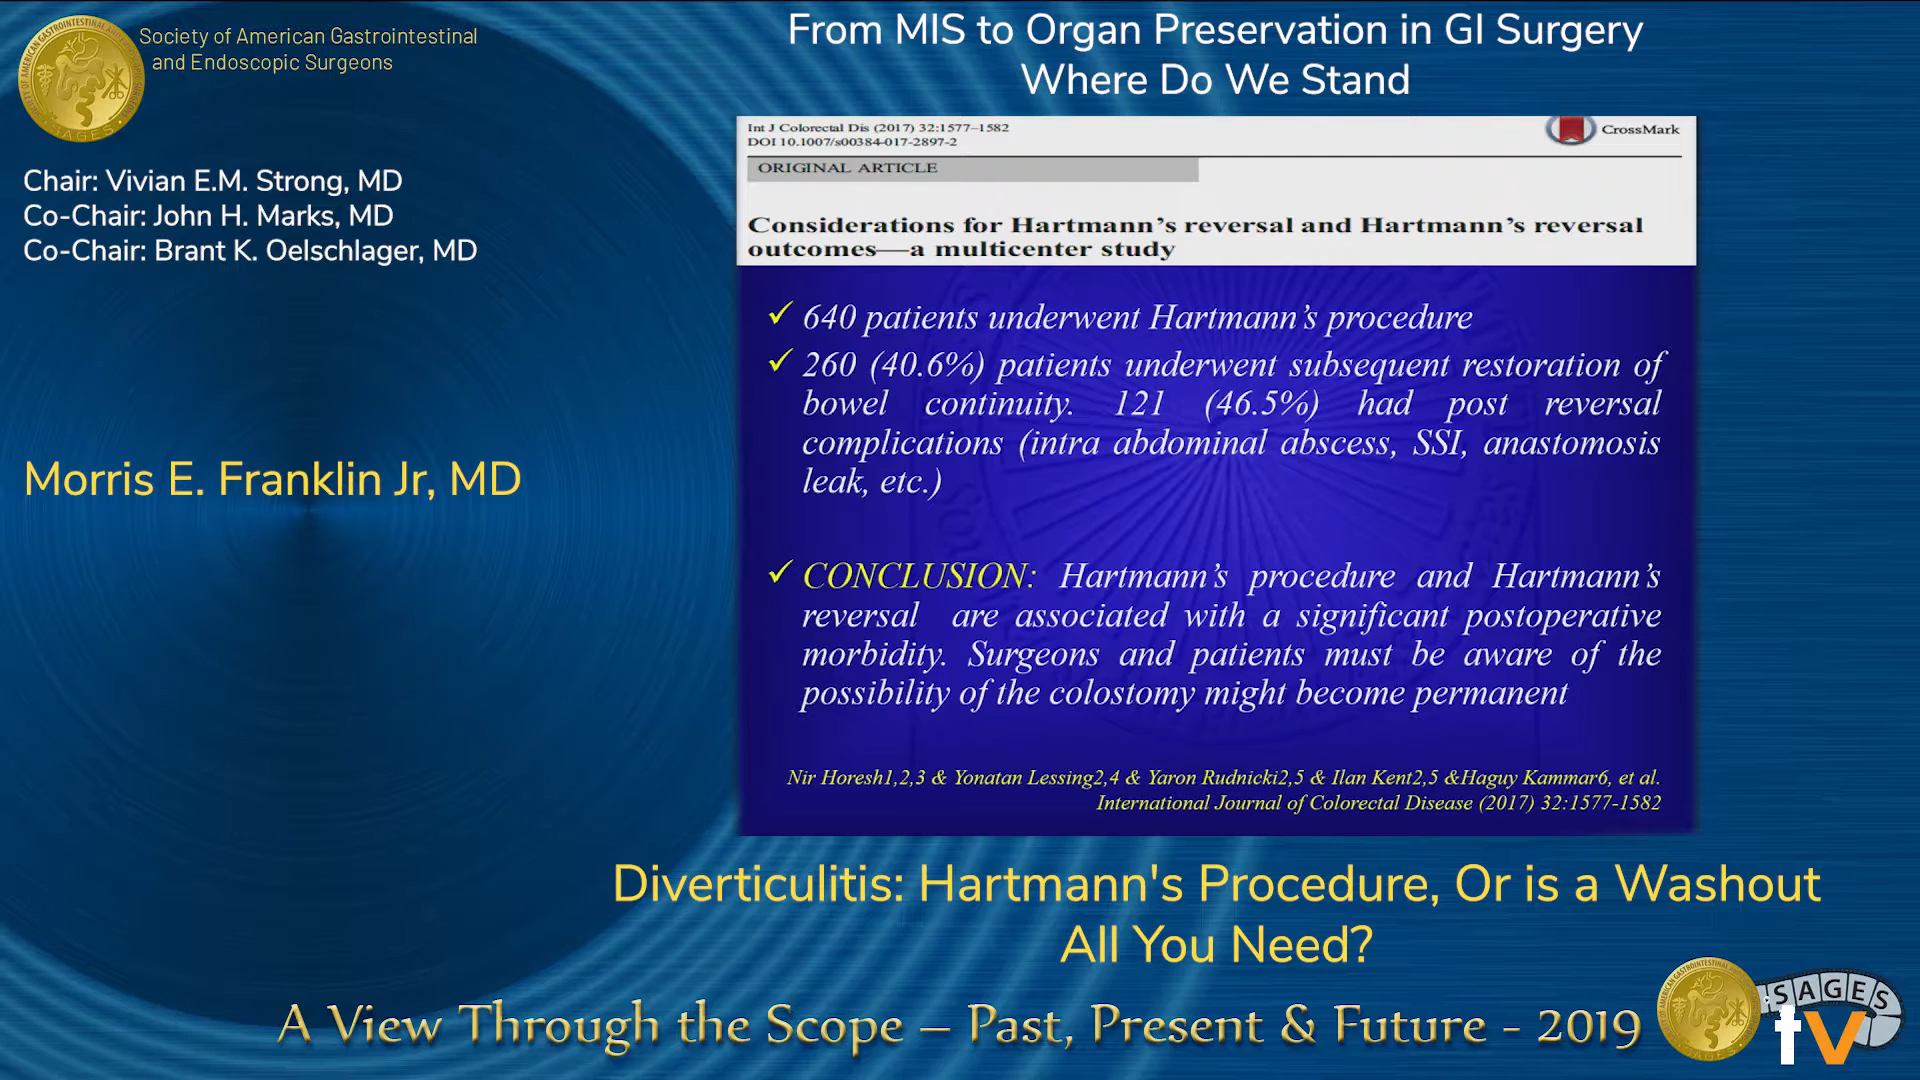 Society of American Gastrointestinal
and Endoscopic Surgeons
SAGES
Chair: Vivian E.M. Strong, MD
Co-Chair: John H. Marks, MD
Co-Chair: Brant K. Oelschlager, MD
Morris E. Franklin Jr, MD
From MIS to Organ Preservation in GI Surgery
Where Do We Stand
Int J Colorectal Dis (2017) 32:1577–1582
DOI 10.1007/s00384-017-2897-2
CrossMark
ORIGINAL ARTICLE
Considerations for Hartmann's reversal and Hartmann's reversal
outcomes—a multicenter study
✓ 640 patients underwent Hartmann's procedure
✓ 260 (40.6%) patients underwent subsequent restoration of
bowel continuity. 121 (46.5%) had post reversal
complications (intra abdominal abscess, SSI, anastomosis
leak, etc.)
✓ CONCLUSION: Hartmann's procedure and Hartmann's
reversal are associated with a significant postoperative
morbidity. Surgeons and patients must be aware of the
possibility of the colostomy might become permanent
Nir Horesh1,2,3 & Yonatan Lessing2,4 & Yaron Rudnicki2,5 & Ilan Kent2,5 &Haguy Kammar6, et al.
International Journal of Colorectal Disease (2017) 32:1577-1582
Diverticulitis: Hartmann's Procedure, Or is a Washout
All You Need?
A View Through the Scope – Past, Present & Future - 2019
SAGES
tv